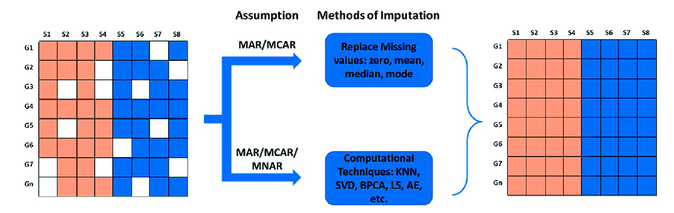 Assumption
Methods of Imputation
S1 S2 S3 S4 S5 S6 S7 S8
G1
G2
G3
G4
G5
G6
G7
Gn
MAR/MCAR
Replace Missing
values: zero, mean,
median, mode
MAR/MCAR/
MNAR
Computational
Techniques: KNN,
SVD, BPCA, LS, AE,
etc.
S1 S2 S3 S4 S5 S6 S7 S8
G1
G2
G3
G4
G5
G6
G7
Gn